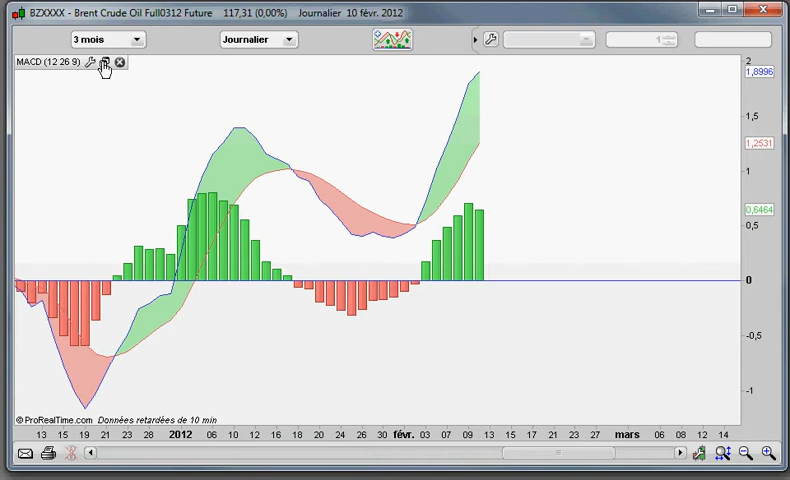 BZXXXX - Brent Crude Oil Full0312 Future   117,31 (0,00%)   Journalier   10 févr. 2012
3 mois   Journalier   1
MACD (12 26 9)
2
1,8996
1,5
1,2531
1
0,6464
0,5
0
-0,5
-1
© ProRealTime.com   Données retardées de 10 min
13 15 19 21 23 28 2012 06 10 12 16 18 20 24 26 30 févr. 03 07 09 13 15 17 21 23 27 mars 06 08 12 14